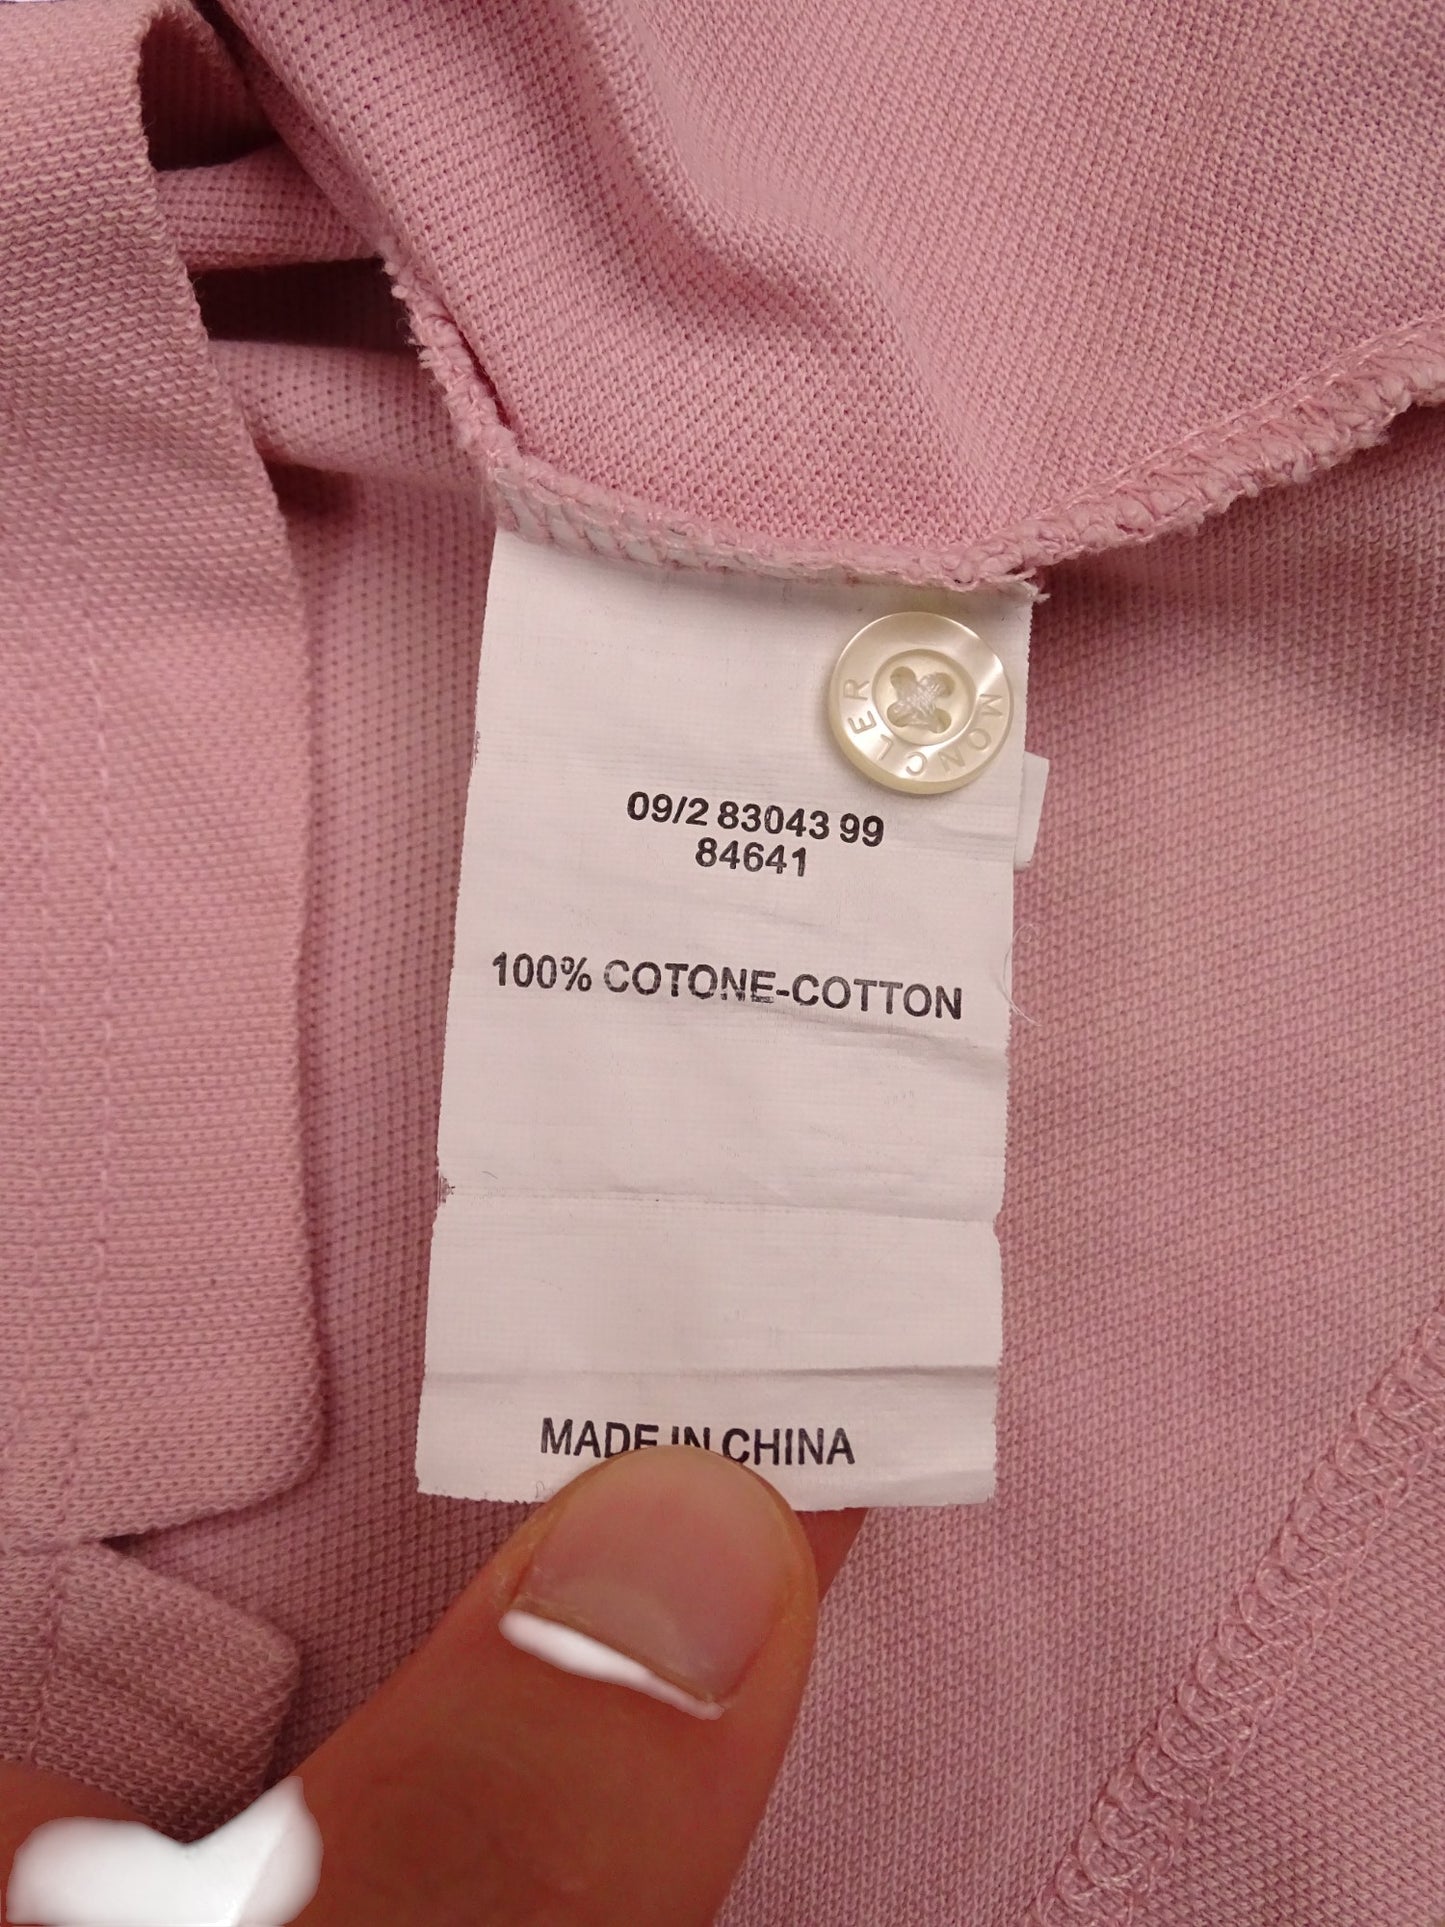 MONCLER
09/2 83043 99
84641
100% COTONE-COTTON
MADE IN CHINA